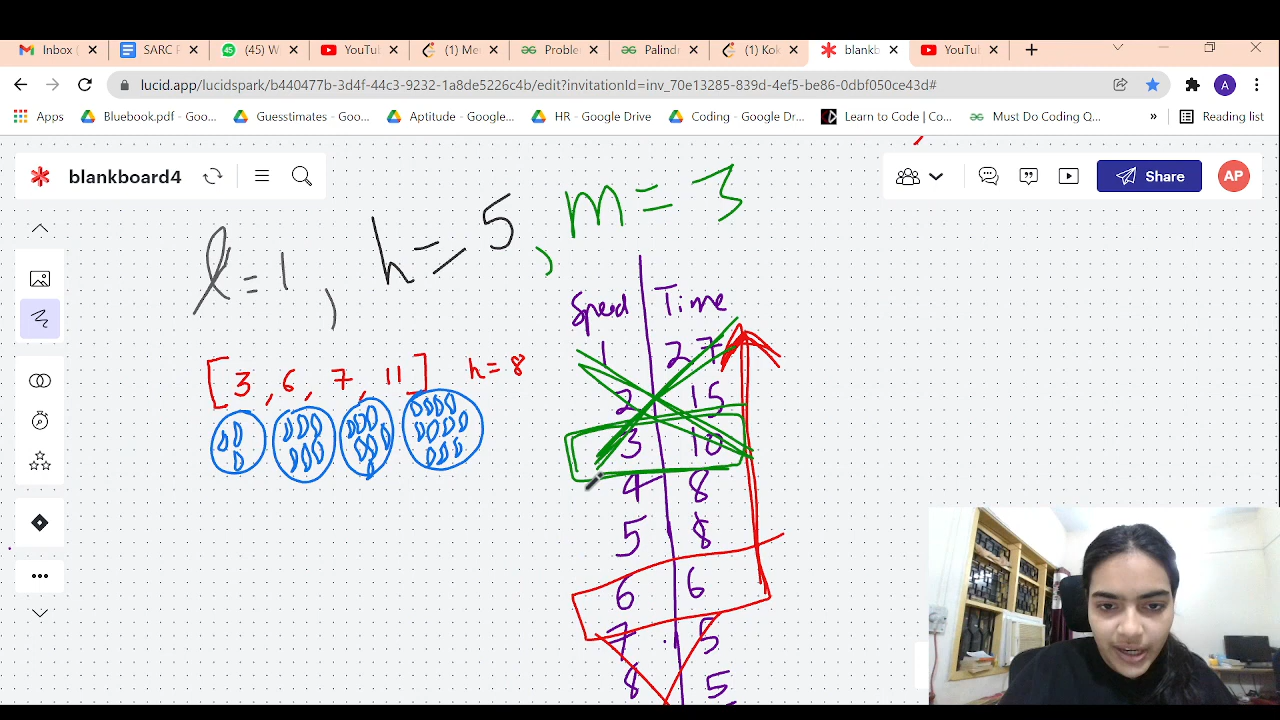 Inbox (
SARC F
(45) W
YouTub
(1) Me
Proble
Palindr
(1) Kok
blankb
YouTu
lucid.app/lucidspark/b440477b-3d4f-44c3-9232-1a8de5226c4b/edit?invitationId=inv_70e13285-839d-4ef5-be86-0dbf050ce43d#
A
Apps
Bluebook.pdf - Goo...
Guesstimates - Goo...
Aptitude - Google...
HR - Google Drive
Coding - Google Dr...
Learn to Code | Co...
Must Do Coding Q...
»
Reading list
blankboard4
Share
AP
l=1, h=5, m=3
Speed Time
1 27
[3, 6, 7, 11] h=8
2 15
3 10
4 8
5 8
6 6
7 5
8 5